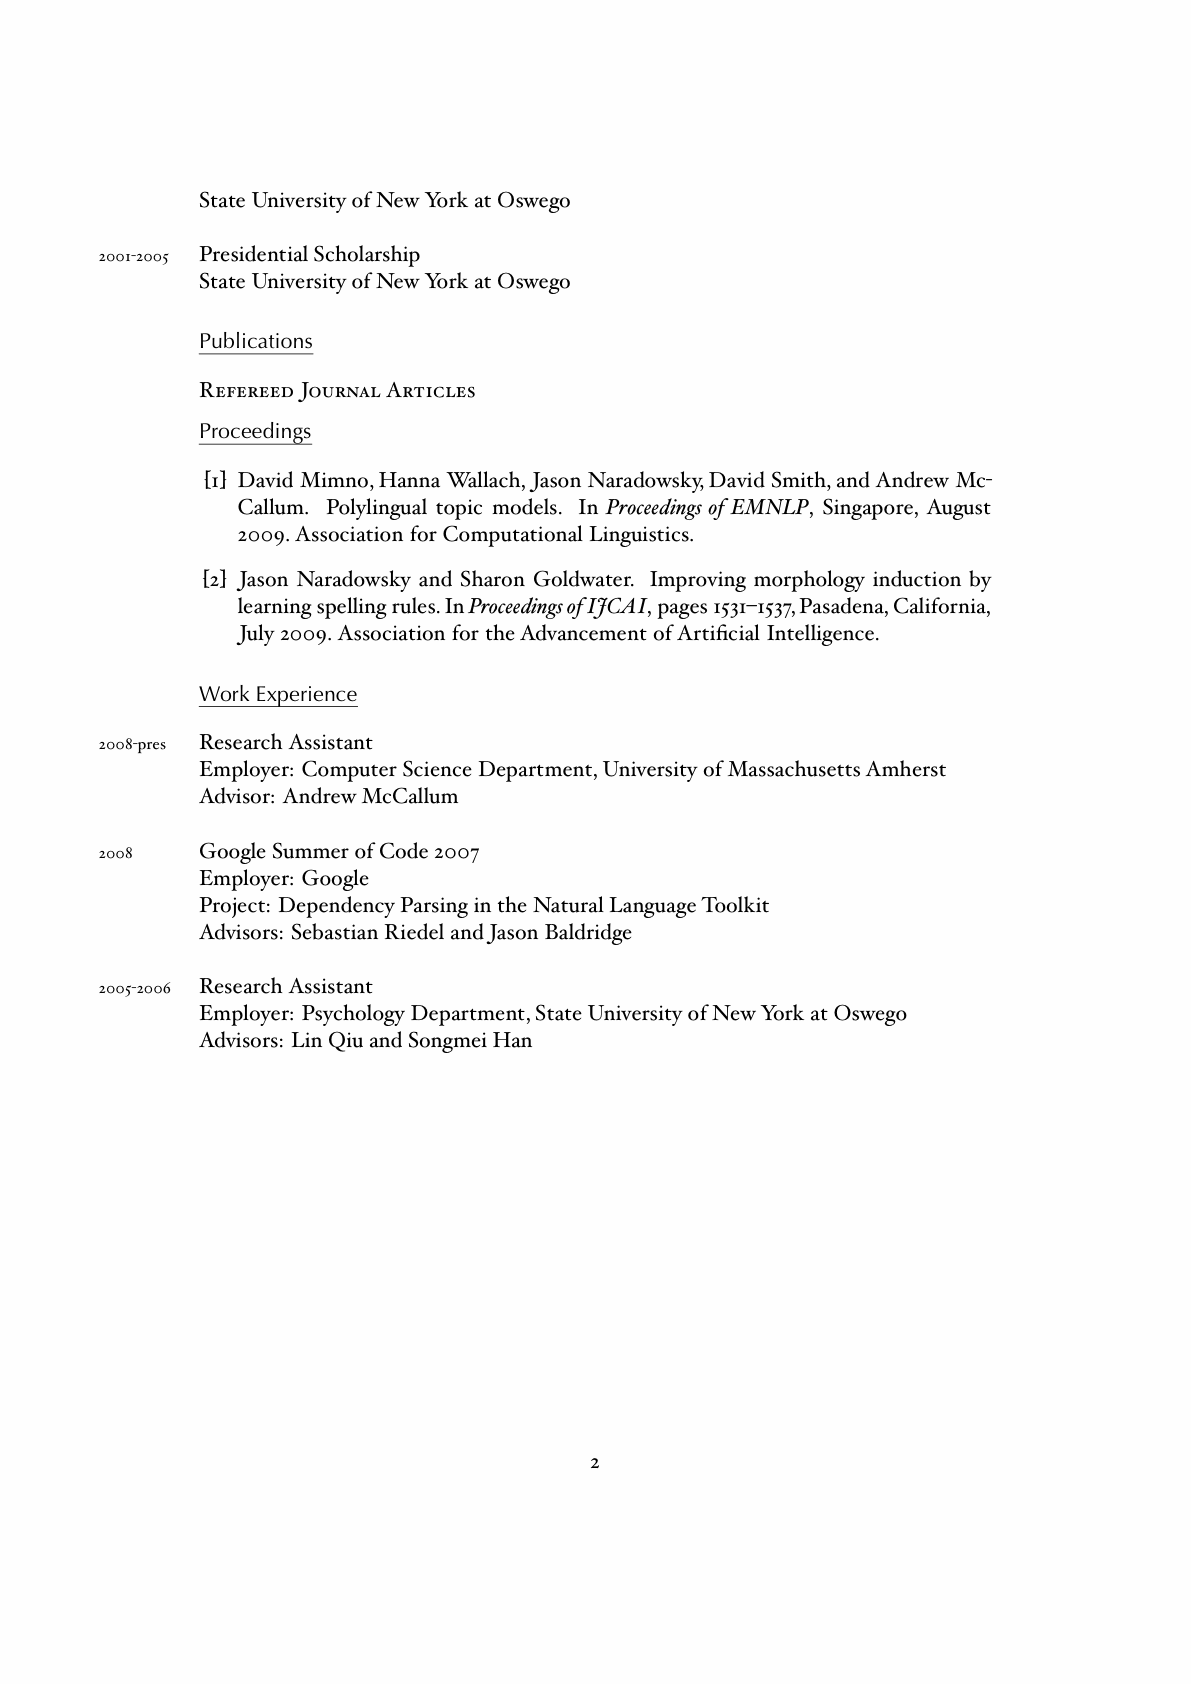 State University of New York at Oswego
2001-2005 Presidential Scholarship
State University of New York at Oswego
Publications
Refereed Journal Articles
Proceedings
[1] David Mimno, Hanna Wallach, Jason Naradowsky, David Smith, and Andrew Mc-
Callum. Polylingual topic models. In Proceedings of EMNLP, Singapore, August
2009. Association for Computational Linguistics.
[2] Jason Naradowsky and Sharon Goldwater. Improving morphology induction by
learning spelling rules. In Proceedings of IJCAI, pages 1531–1537, Pasadena, California,
July 2009. Association for the Advancement of Artificial Intelligence.
Work Experience
2008-pres Research Assistant
Employer: Computer Science Department, University of Massachusetts Amherst
Advisor: Andrew McCallum
2008 Google Summer of Code 2007
Employer: Google
Project: Dependency Parsing in the Natural Language Toolkit
Advisors: Sebastian Riedel and Jason Baldridge
2005-2006 Research Assistant
Employer: Psychology Department, State University of New York at Oswego
Advisors: Lin Qiu and Songmei Han
2